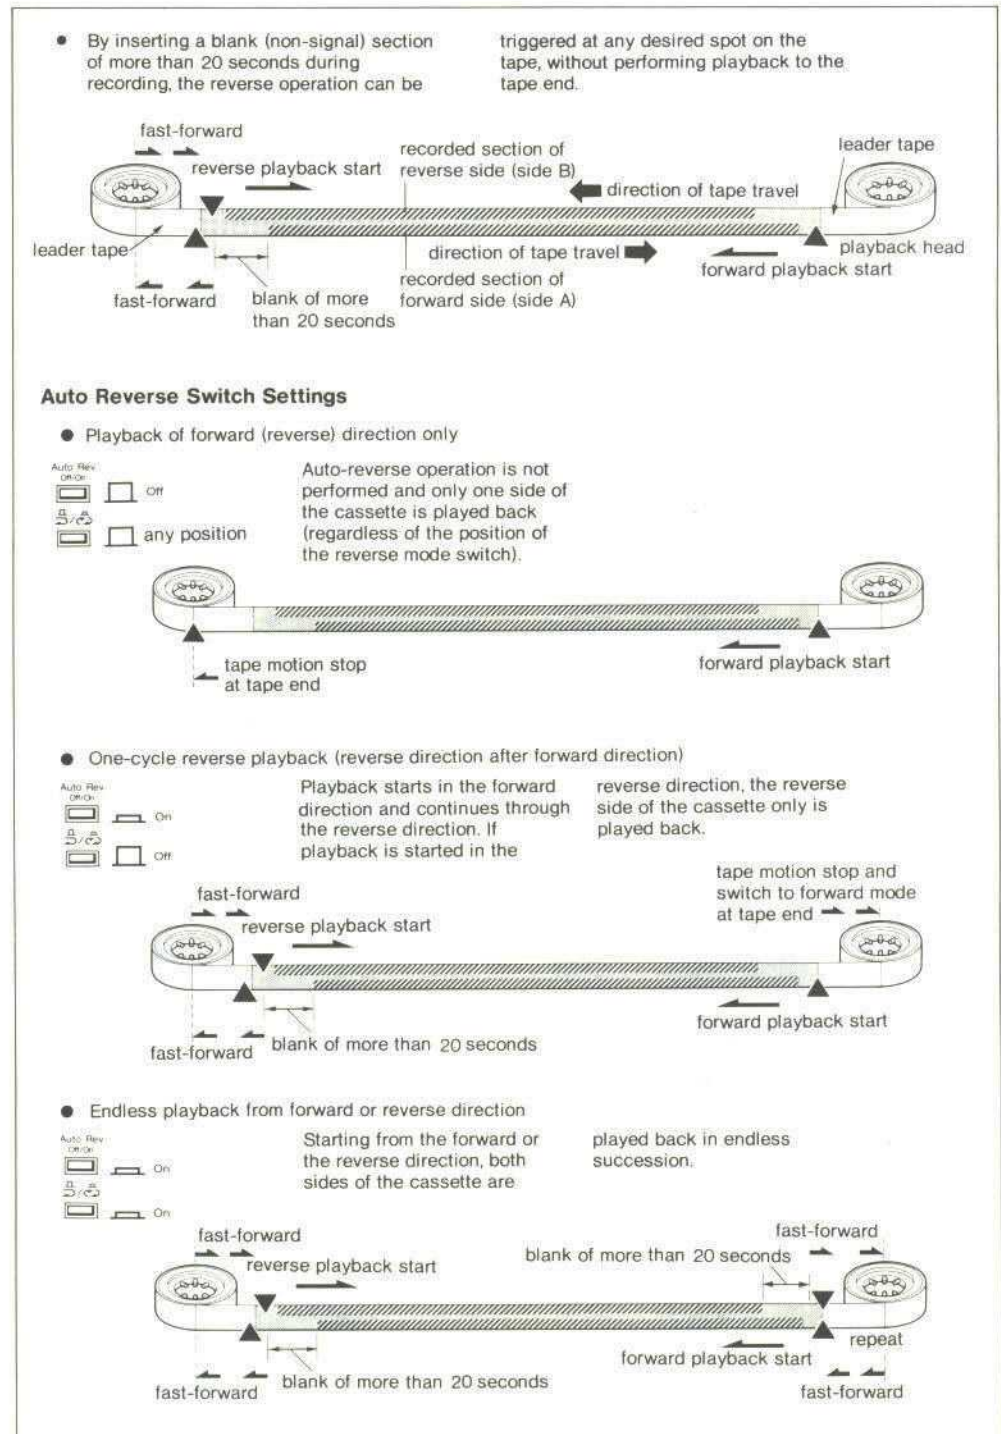 ● By inserting a blank (non-signal) section
of more than 20 seconds during
recording, the reverse operation can be
triggered at any desired spot on the
tape, without performing playback to the
tape end.
fast-forward
reverse playback start
recorded section of
reverse side (side B)
leader tape
direction of tape travel
leader tape
direction of tape travel
playback head
forward playback start
fast-forward
blank of more
than 20 seconds
recorded section of
forward side (side A)
Auto Reverse Switch Settings
● Playback of forward (reverse) direction only
Auto Rev
Off/On
Off
any position
Auto-reverse operation is not
performed and only one side of
the cassette is played back
(regardless of the position of
the reverse mode switch).
tape motion stop
at tape end
forward playback start
● One-cycle reverse playback (reverse direction after forward direction)
Auto Rev
Off/On
On
Off
Playback starts in the forward
direction and continues through
the reverse direction. If
playback is started in the
reverse direction, the reverse
side of the cassette only is
played back.
fast-forward
reverse playback start
tape motion stop and
switch to forward mode
at tape end
forward playback start
fast-forward
blank of more than 20 seconds
● Endless playback from forward or reverse direction
Auto Rev
Off/On
On
On
Starting from the forward or
the reverse direction, both
sides of the cassette are
played back in endless
succession.
fast-forward
reverse playback start
fast-forward
blank of more than 20 seconds
repeat
forward playback start
fast-forward
blank of more than 20 seconds
fast-forward